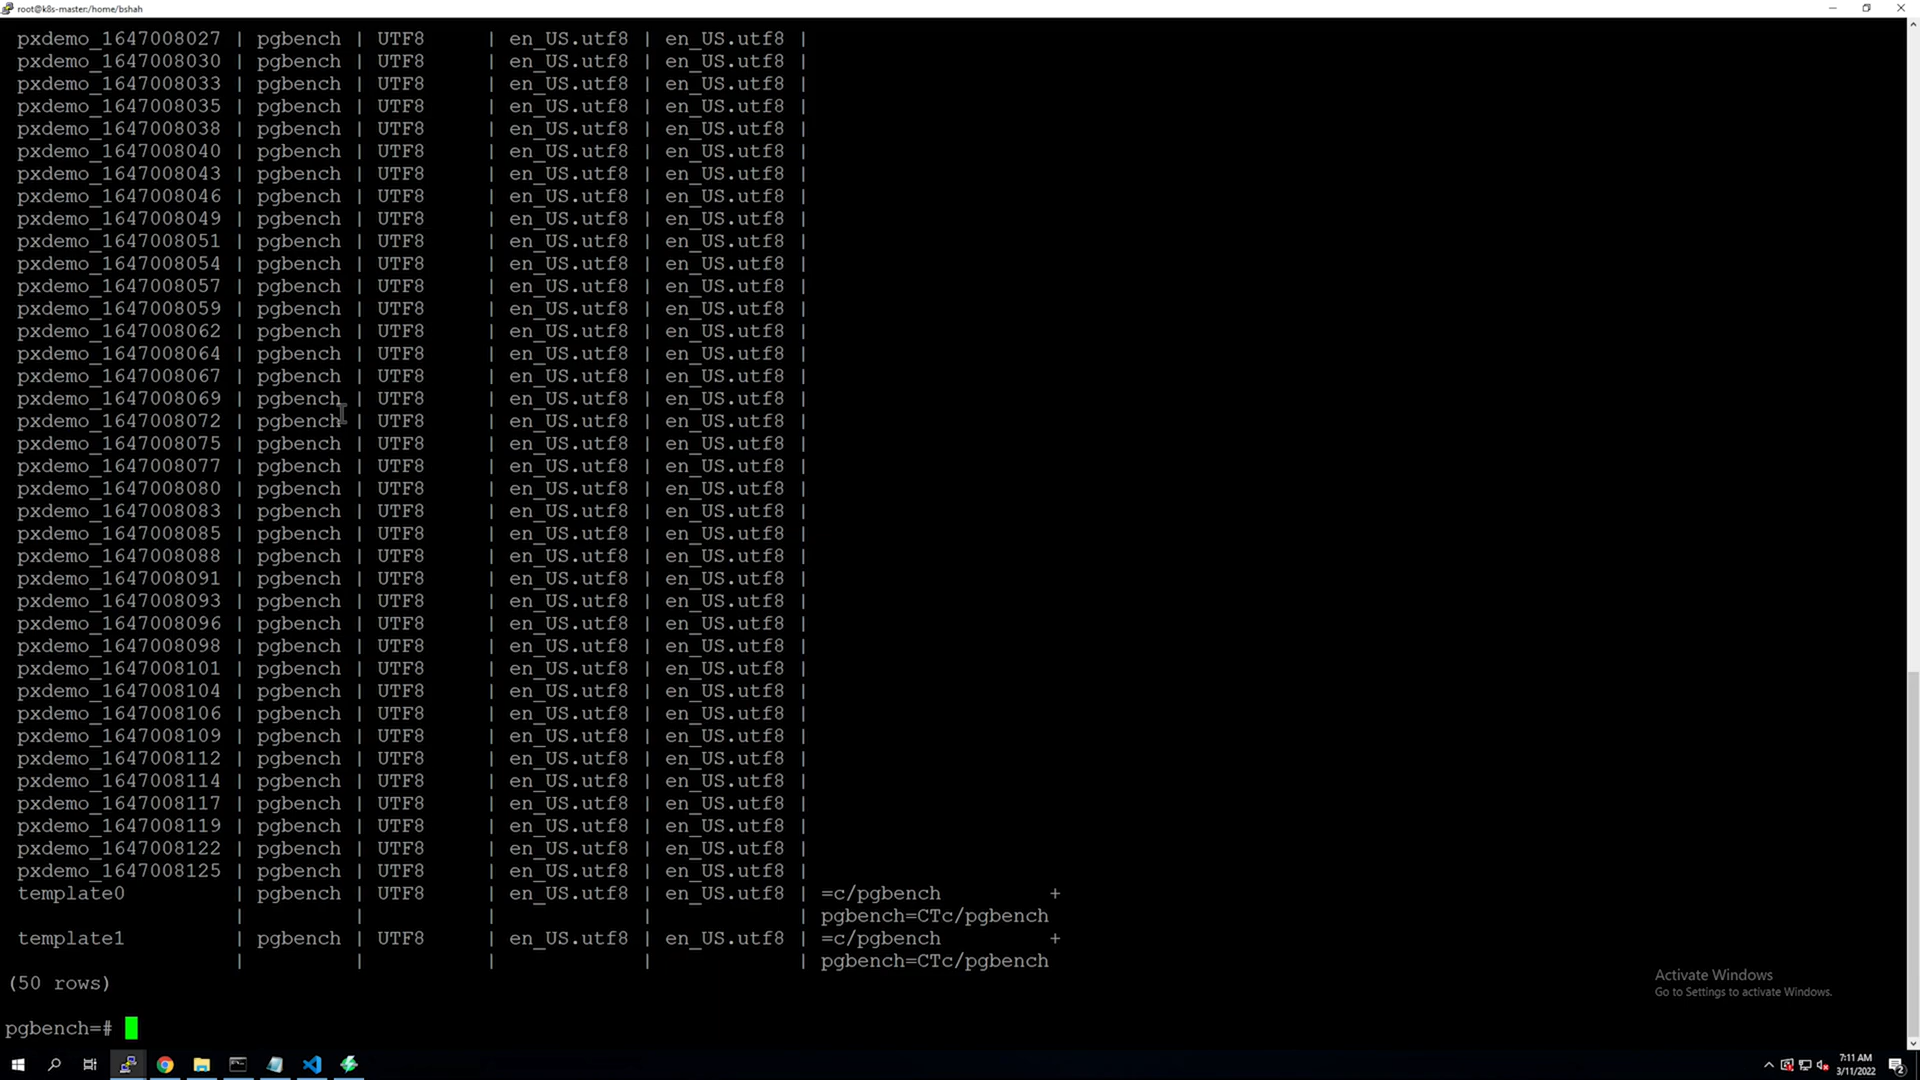 root@k8s-master:/home/bshah
pxdemo_1647008027 | pgbench | UTF8 | en_US.utf8 | en_US.utf8 |
pxdemo_1647008030 | pgbench | UTF8 | en_US.utf8 | en_US.utf8 |
pxdemo_1647008033 | pgbench | UTF8 | en_US.utf8 | en_US.utf8 |
pxdemo_1647008035 | pgbench | UTF8 | en_US.utf8 | en_US.utf8 |
pxdemo_1647008038 | pgbench | UTF8 | en_US.utf8 | en_US.utf8 |
pxdemo_1647008040 | pgbench | UTF8 | en_US.utf8 | en_US.utf8 |
pxdemo_1647008043 | pgbench | UTF8 | en_US.utf8 | en_US.utf8 |
pxdemo_1647008046 | pgbench | UTF8 | en_US.utf8 | en_US.utf8 |
pxdemo_1647008049 | pgbench | UTF8 | en_US.utf8 | en_US.utf8 |
pxdemo_1647008051 | pgbench | UTF8 | en_US.utf8 | en_US.utf8 |
pxdemo_1647008054 | pgbench | UTF8 | en_US.utf8 | en_US.utf8 |
pxdemo_1647008057 | pgbench | UTF8 | en_US.utf8 | en_US.utf8 |
pxdemo_1647008059 | pgbench | UTF8 | en_US.utf8 | en_US.utf8 |
pxdemo_1647008062 | pgbench | UTF8 | en_US.utf8 | en_US.utf8 |
pxdemo_1647008064 | pgbench | UTF8 | en_US.utf8 | en_US.utf8 |
pxdemo_1647008067 | pgbench | UTF8 | en_US.utf8 | en_US.utf8 |
pxdemo_1647008069 | pgbench | UTF8 | en_US.utf8 | en_US.utf8 |
pxdemo_1647008072 | pgbench | UTF8 | en_US.utf8 | en_US.utf8 |
pxdemo_1647008075 | pgbench | UTF8 | en_US.utf8 | en_US.utf8 |
pxdemo_1647008077 | pgbench | UTF8 | en_US.utf8 | en_US.utf8 |
pxdemo_1647008080 | pgbench | UTF8 | en_US.utf8 | en_US.utf8 |
pxdemo_1647008083 | pgbench | UTF8 | en_US.utf8 | en_US.utf8 |
pxdemo_1647008085 | pgbench | UTF8 | en_US.utf8 | en_US.utf8 |
pxdemo_1647008088 | pgbench | UTF8 | en_US.utf8 | en_US.utf8 |
pxdemo_1647008091 | pgbench | UTF8 | en_US.utf8 | en_US.utf8 |
pxdemo_1647008093 | pgbench | UTF8 | en_US.utf8 | en_US.utf8 |
pxdemo_1647008096 | pgbench | UTF8 | en_US.utf8 | en_US.utf8 |
pxdemo_1647008098 | pgbench | UTF8 | en_US.utf8 | en_US.utf8 |
pxdemo_1647008101 | pgbench | UTF8 | en_US.utf8 | en_US.utf8 |
pxdemo_1647008104 | pgbench | UTF8 | en_US.utf8 | en_US.utf8 |
pxdemo_1647008106 | pgbench | UTF8 | en_US.utf8 | en_US.utf8 |
pxdemo_1647008109 | pgbench | UTF8 | en_US.utf8 | en_US.utf8 |
pxdemo_1647008112 | pgbench | UTF8 | en_US.utf8 | en_US.utf8 |
pxdemo_1647008114 | pgbench | UTF8 | en_US.utf8 | en_US.utf8 |
pxdemo_1647008117 | pgbench | UTF8 | en_US.utf8 | en_US.utf8 |
pxdemo_1647008119 | pgbench | UTF8 | en_US.utf8 | en_US.utf8 |
pxdemo_1647008122 | pgbench | UTF8 | en_US.utf8 | en_US.utf8 |
pxdemo_1647008125 | pgbench | UTF8 | en_US.utf8 | en_US.utf8 |
template0 | pgbench | UTF8 | en_US.utf8 | en_US.utf8 | =c/pgbench +
| | | | | pgbench=CTc/pgbench
template1 | pgbench | UTF8 | en_US.utf8 | en_US.utf8 | =c/pgbench +
| | | | | pgbench=CTc/pgbench
(50 rows)
Activate Windows
Go to Settings to activate Windows.
pgbench=#
7:11 AM
3/11/2022
2